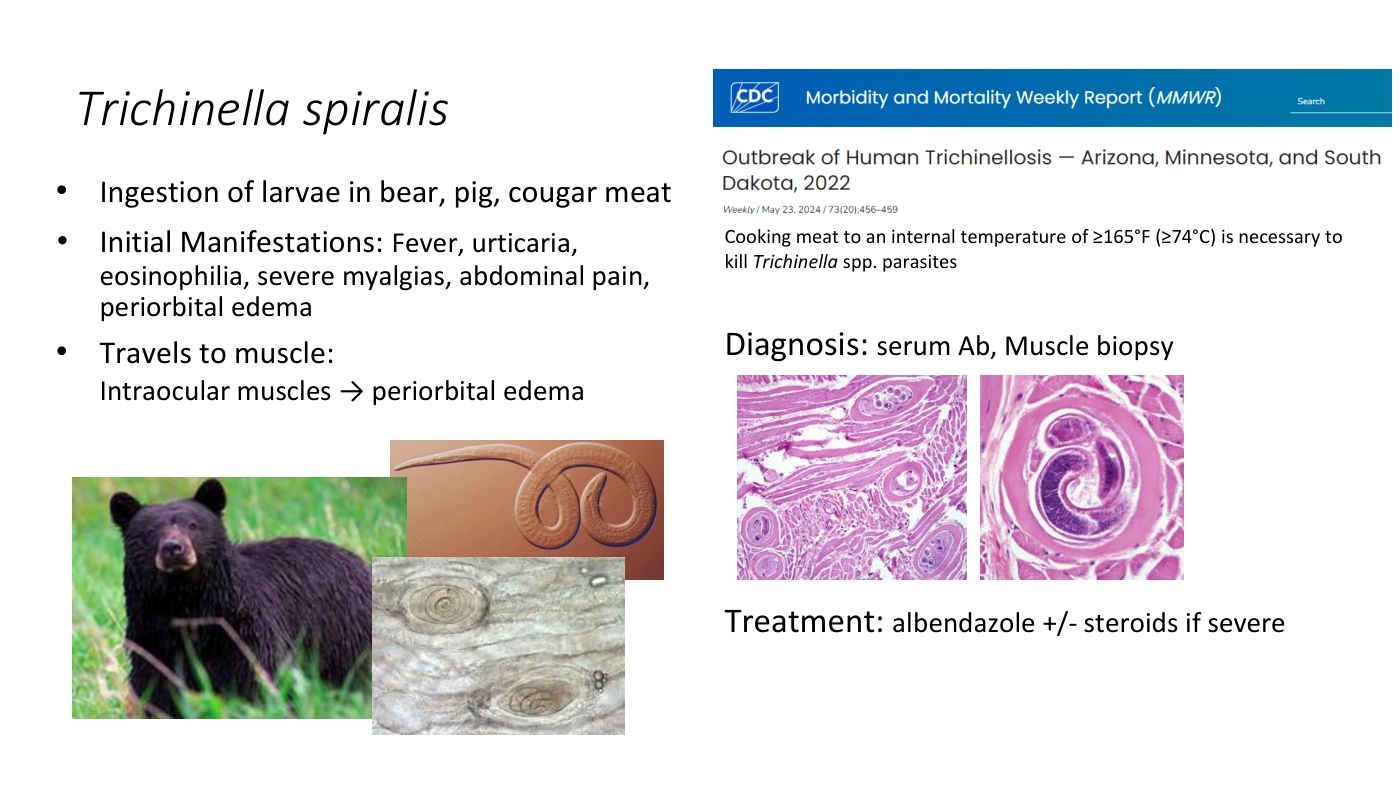 Trichinella spiralis
• Ingestion of larvae in bear, pig, cougar meat
• Initial Manifestations: Fever, urticaria,
eosinophilia, severe myalgias, abdominal pain,
periorbital edema
• Travels to muscle:
Intraocular muscles → periorbital edema
CDC Morbidity and Mortality Weekly Report (MMWR) Search
Outbreak of Human Trichinellosis — Arizona, Minnesota, and South
Dakota, 2022
Weekly / May 23, 2024 / 73(20);456–459
Cooking meat to an internal temperature of ≥165°F (≥74°C) is necessary to
kill Trichinella spp. parasites
Diagnosis: serum Ab, Muscle biopsy
Treatment: albendazole +/- steroids if severe